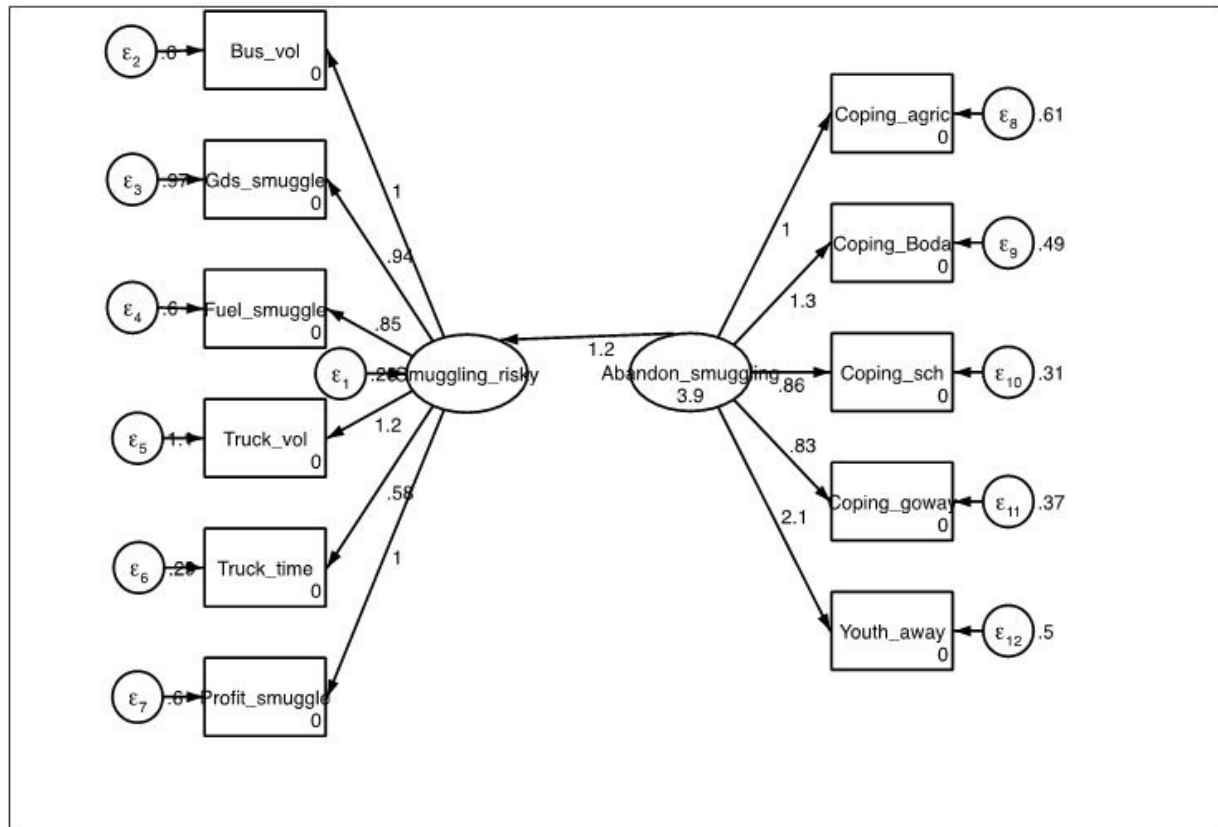 ε2 .6 Bus_vol 0
ε3 .97 Gds_smuggle 0
ε4 .6 Fuel_smuggle 0
ε1 Smuggling_risky
ε5 Truck_vol 0
ε6 Truck_time 0
ε7 .6 Profit_smuggle 0
1
.94
.85
1.2
.58
1
1.2
Abandon_smuggling
3.9
1
1.3
.86
.83
2.1
Coping_agric 0 ε8 .61
Coping_Boda 0 ε9 .49
Coping_sch 0 ε10 .31
Coping_goway 0 ε11 .37
Youth_away 0 ε12 .5